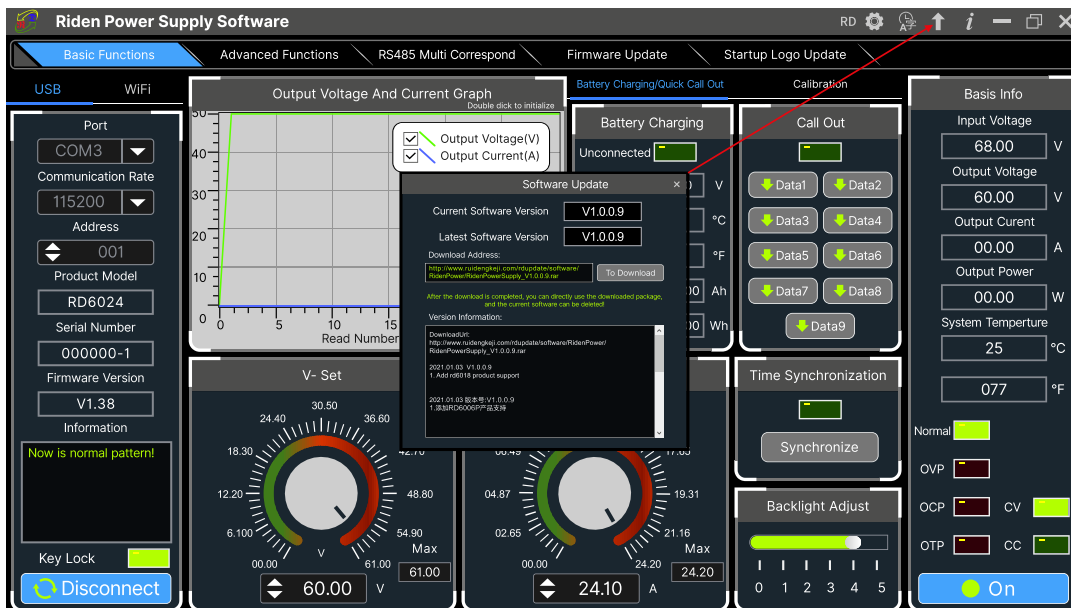 Riden Power Supply Software
RD
Basic Functions
Advanced Functions
RS485 Multi Correspond
Firmware Update
Startup Logo Update
USB
WiFi
Port
COM3
Communication Rate
115200
Address
001
Product Model
RD6024
Serial Number
000000-1
Firmware Version
V1.38
Information
Now is normal pattern!
Key Lock
Disconnect
Output Voltage And Current Graph
Double click to initialize
50
40
30
20
10
0
0
5
10
15
Read Number
Output Voltage(V)
Output Current(A)
Battery Charging/Quick Call Out
Calibration
Battery Charging
Unconnected
V
°C
°F
Ah
Wh
Call Out
Data1
Data2
Data3
Data4
Data5
Data6
Data7
Data8
Data9
Software Update
Current Software Version
V1.0.0.9
Latest Software Version
V1.0.0.9
Download Address:
http://www.ruidengkeji.com/rdupdate/software/
RidenPower/RidenPowerSupply_V1.0.0.9.rar
To Download
After the download is completed, you can directly use the downloaded package,
and the current software can be deleted!
Version Information:
DownloadUrl:
http://www.ruidengkeji.com/rdupdate/software/RidenPower/
RidenPowerSupply_V1.0.0.9.rar
2021.01.03 V1.0.0.9
1. Add rd6018 product support
2021.01.03 版本号:V1.0.0.9
1.添加RD6006P产品支持
V- Set
00.00
6.100
12.20
18.30
24.40
30.50
36.60
42.70
48.80
54.90
61.00
V
Max
61.00
60.00
V
00.00
02.65
04.87
19.31
21.16
24.20
Max
24.20
24.10
A
Time Synchronization
Synchronize
Backlight Adjust
0
1
2
3
4
5
Basis Info
Input Voltage
68.00
V
Output Voltage
60.00
V
Output Curent
00.00
A
Output Power
00.00
W
System Temperture
25
°C
077
°F
Normal
OVP
OCP
CV
OTP
CC
On